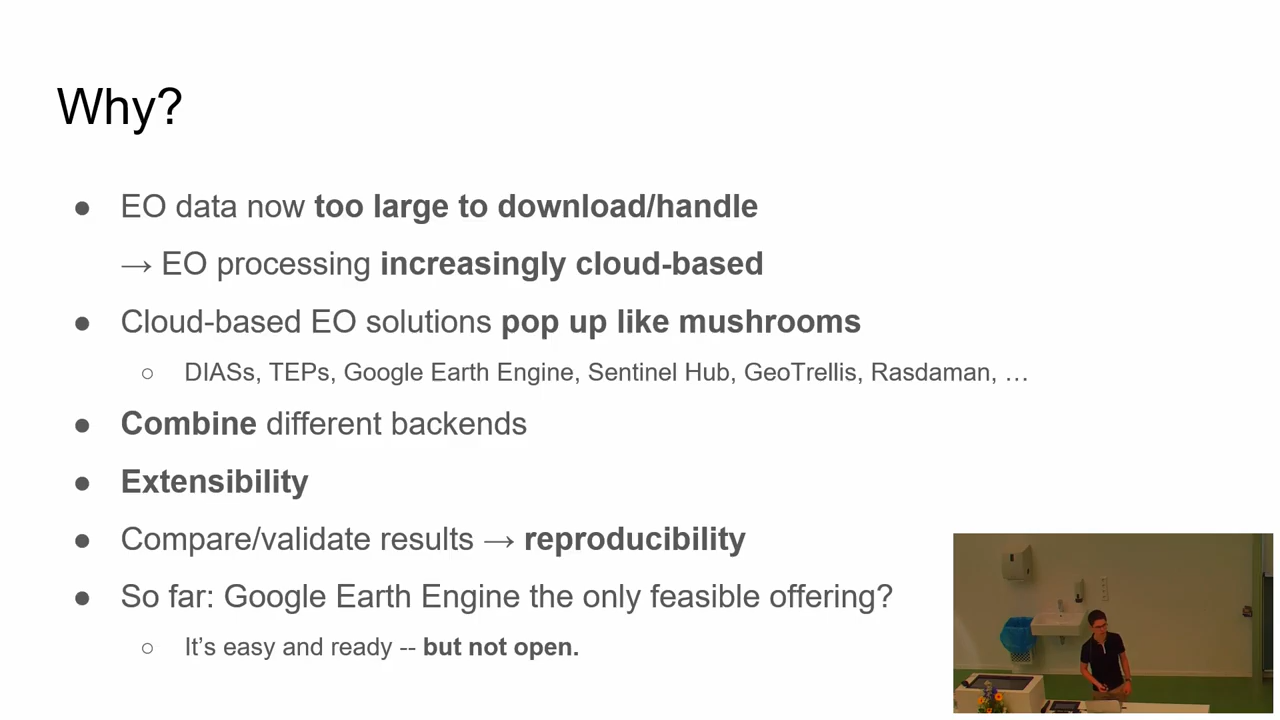 Why?
● EO data now too large to download/handle
→ EO processing increasingly cloud-based
● Cloud-based EO solutions pop up like mushrooms
○ DIASs, TEPs, Google Earth Engine, Sentinel Hub, GeoTrellis, Rasdaman, …
● Combine different backends
● Extensibility
● Compare/validate results → reproducibility
● So far: Google Earth Engine the only feasible offering?
○ It’s easy and ready -- but not open.